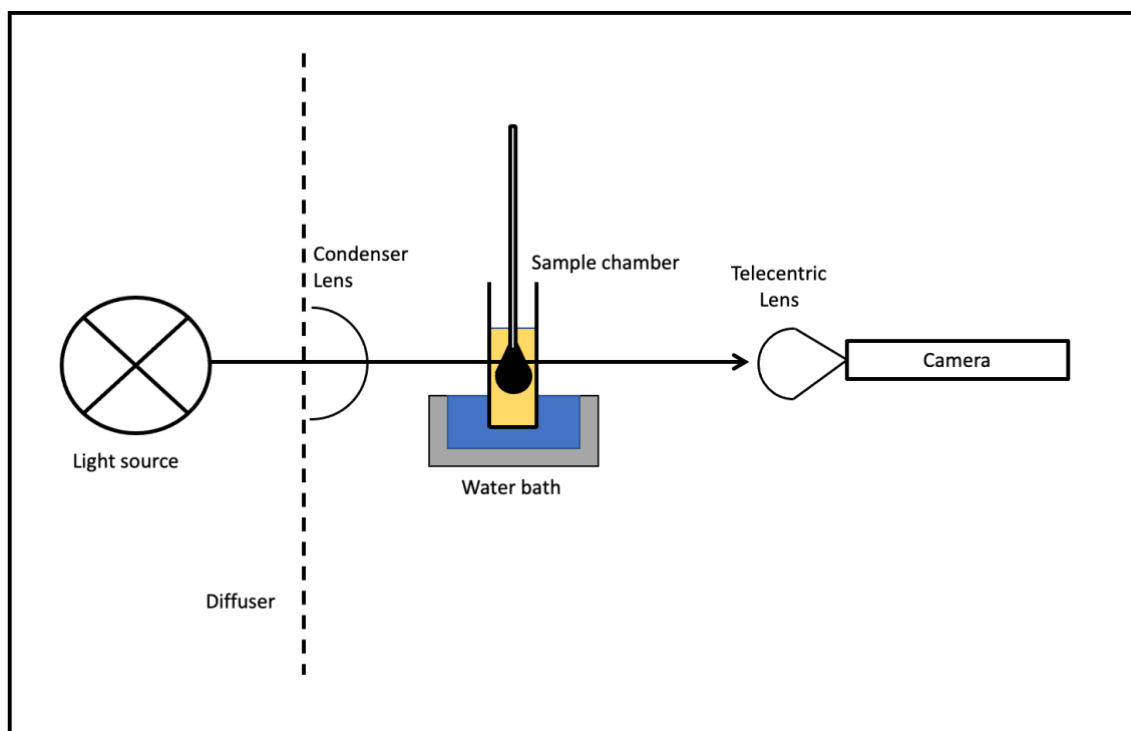 Condenser
Lens
Sample chamber
Telecentric
Lens
Camera
Light source
Water bath
Diffuser